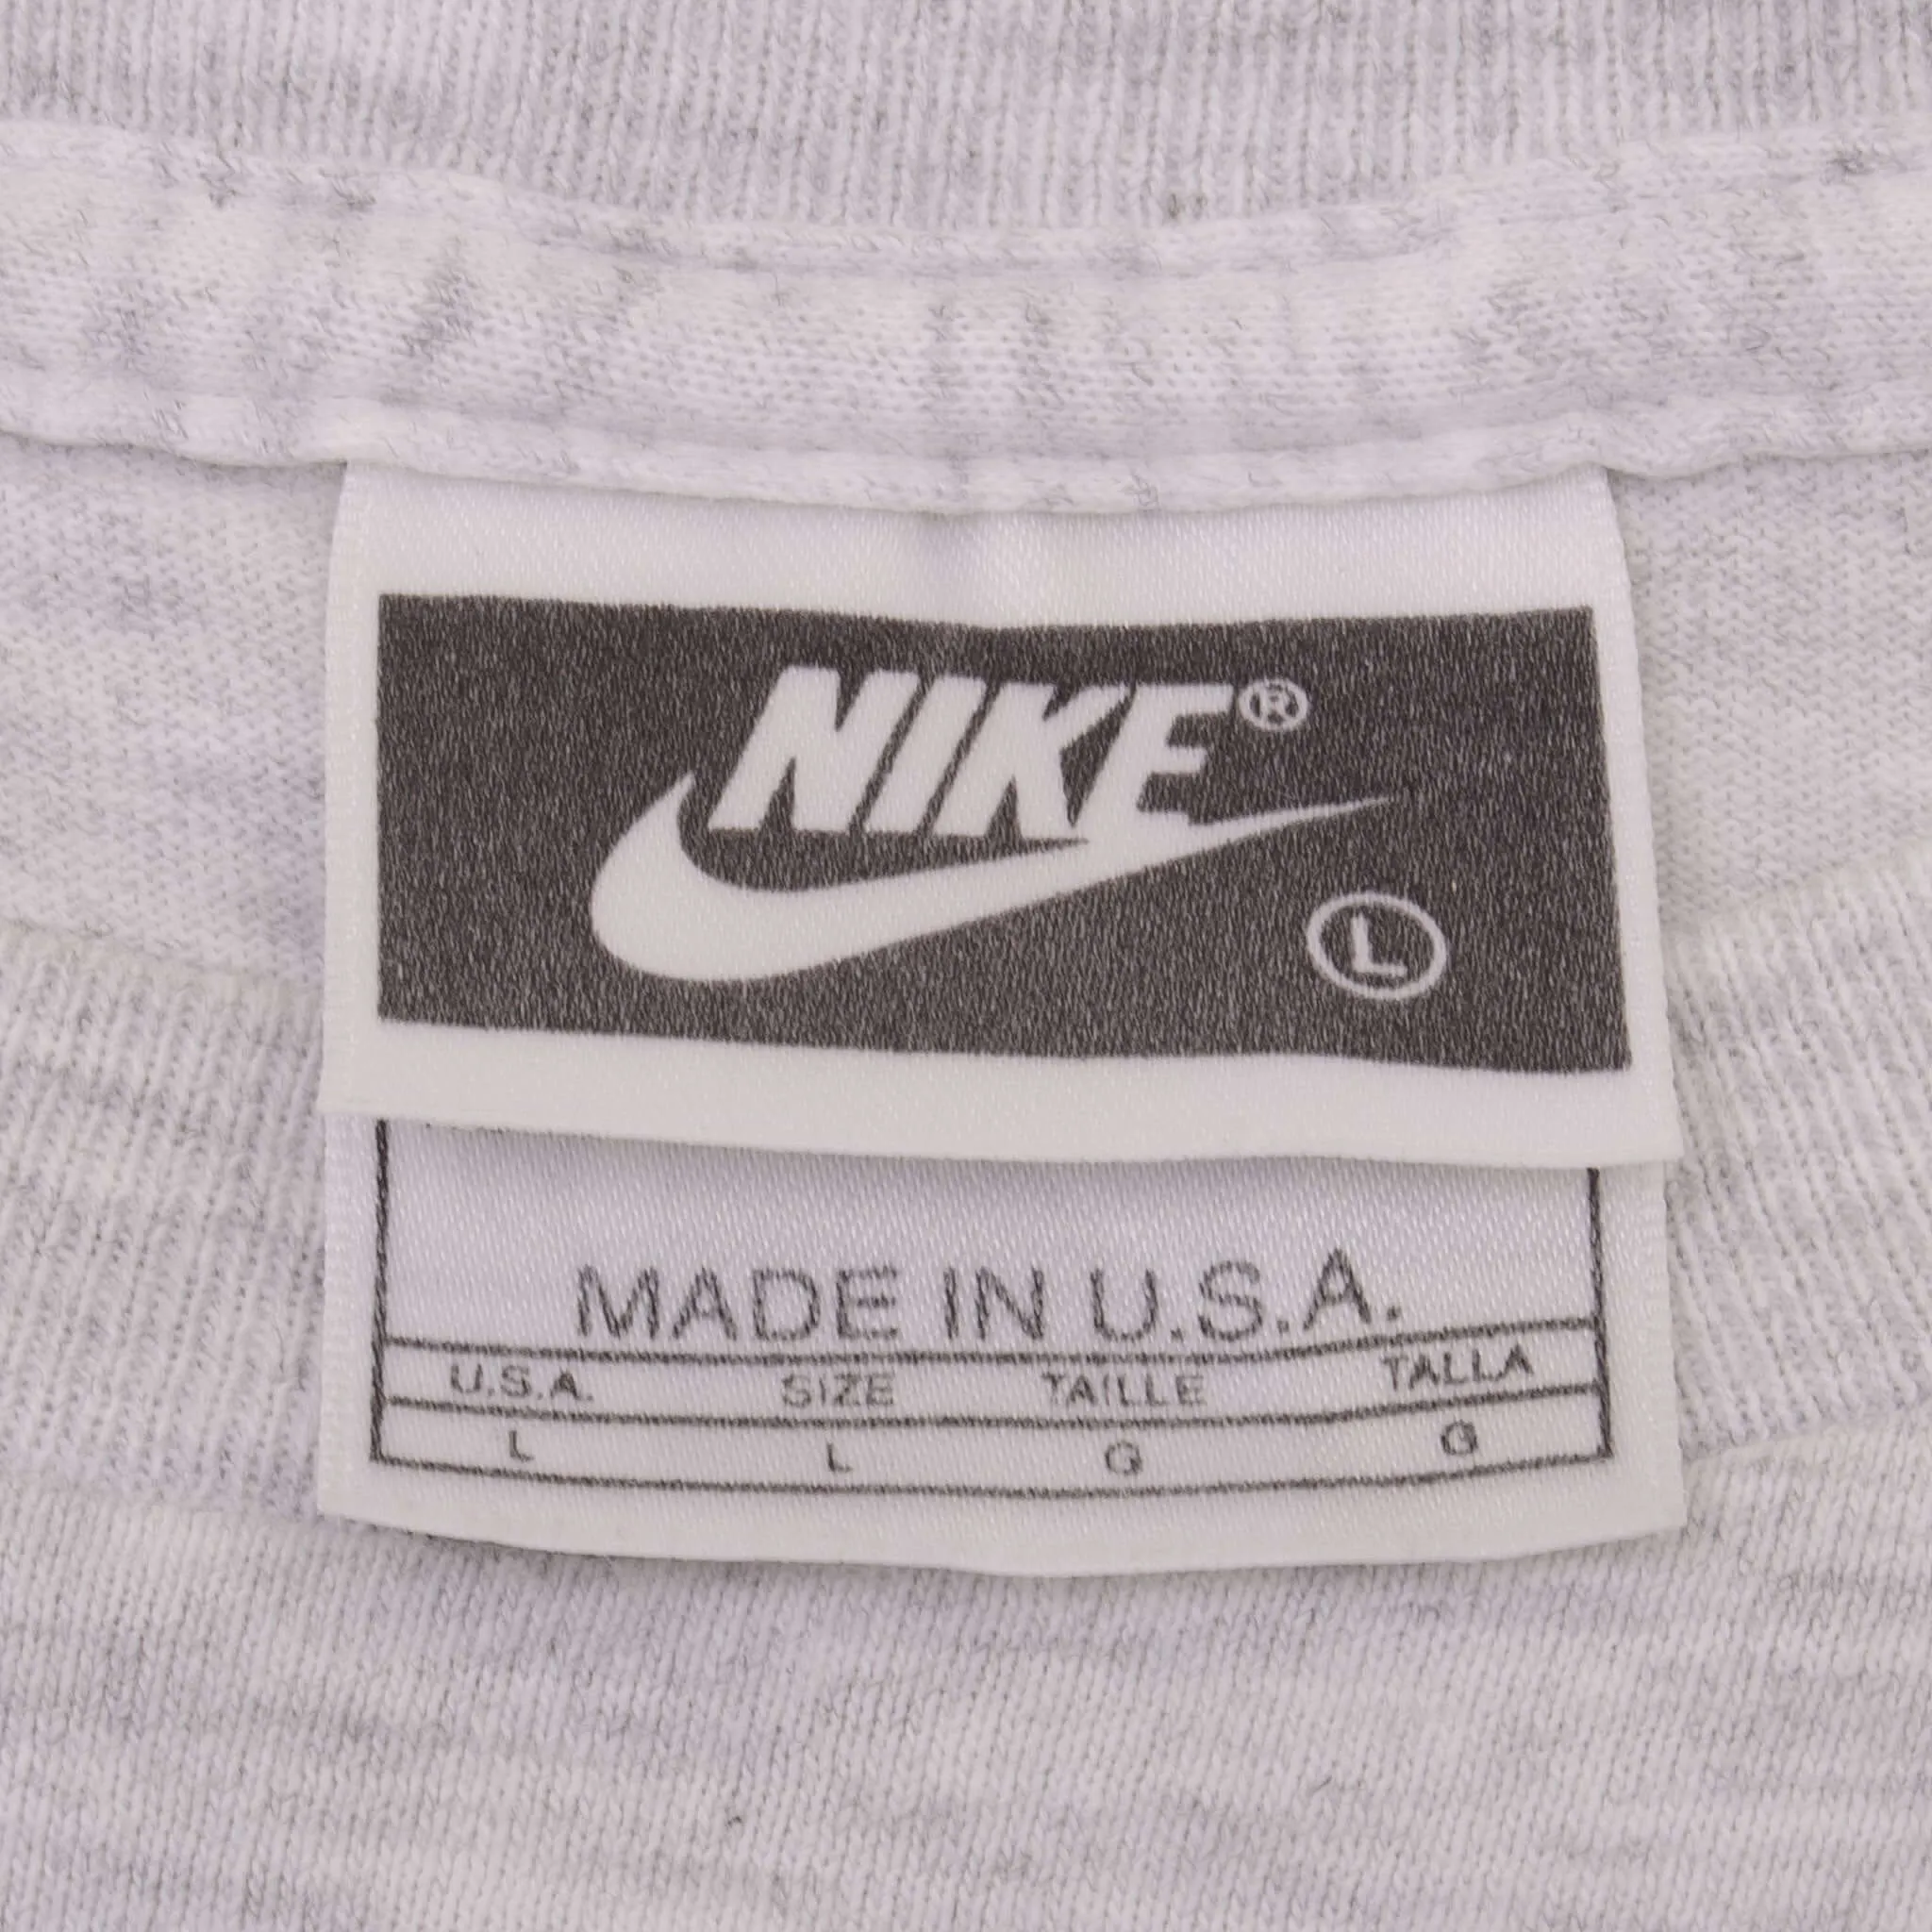 NIKE®
L
MADE IN U.S.A.
U.S.A. SIZE TAILLE TALLA
L L G G